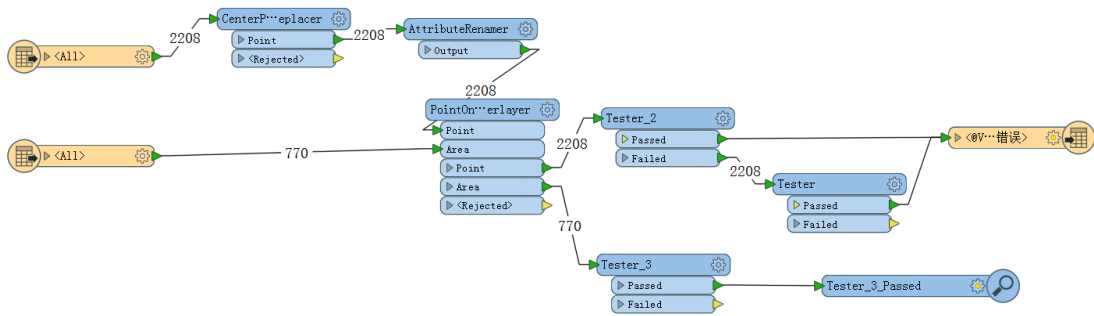 CenterP…eplacer
2208
Point
2208
AttributeRenamer
<All>
<Rejected>
Output
2208
PointOn…erlayer
Tester_2
Point
Passed
<@V…错误>
<All>
770
Area
2208
Failed
Point
2208
Tester
Area
Passed
<Rejected>
770
Failed
Tester_3
Passed
Tester_3_Passed
Failed